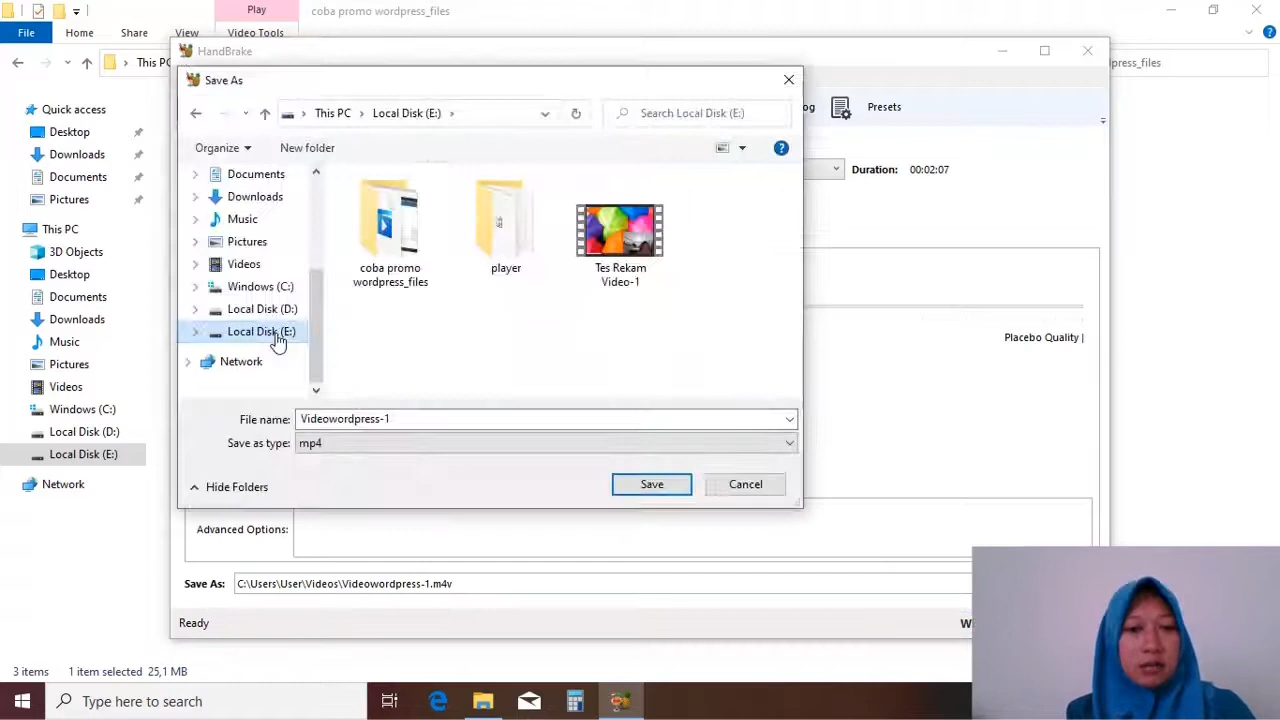 Play
coba promo wordpress_files
File
Home
Share
View
Video Tools
HandBrake
This PC
dpress_files
Save As
This PC
Local Disk (E:)
Search Local Disk (E:)
og
Presets
Organize
New folder
Duration:
00:02:07
Quick access
Desktop
Downloads
Documents
Pictures
This PC
3D Objects
Desktop
Documents
Downloads
Music
Pictures
Videos
Windows (C:)
Local Disk (D:)
Local Disk (E:)
Network
Documents
Downloads
Music
Pictures
Videos
Windows (C:)
Local Disk (D:)
Local Disk (E:)
Network
coba promo
wordpress_files
player
Tes Rekam
Video-1
Placebo Quality |
File name:
Videowordpress-1
Save as type:
mp4
Hide Folders
Save
Cancel
Advanced Options:
Save As:
C:\Users\User\Videos\Videowordpress-1.m4v
Ready
W
3 items
1 item selected 25,1 MB
Type here to search